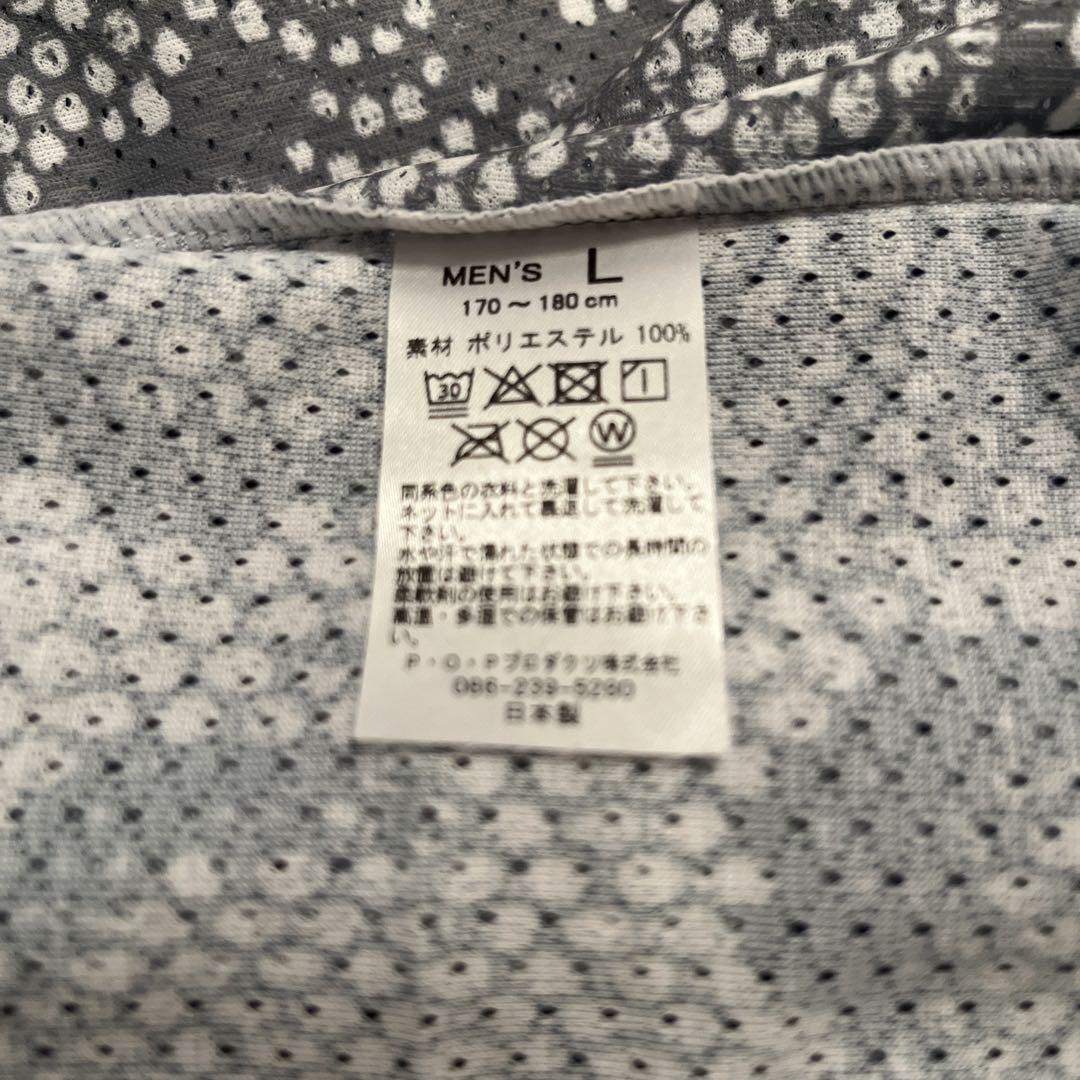 MEN'S L
170〜180cm
素材 ポリエステル 100%
30
W
同系色の衣料と洗濯して下さい。
ネットに入れて裏返して洗濯して
下さい。
水や汗で濡れた状態での長時間の
放置は避けて下さい。
柔軟剤の使用はお避け下さい。
高温・多湿での保管はお避け下さ
い。
P・O・Pプロダクツ株式会社
086-239-5280
日本製